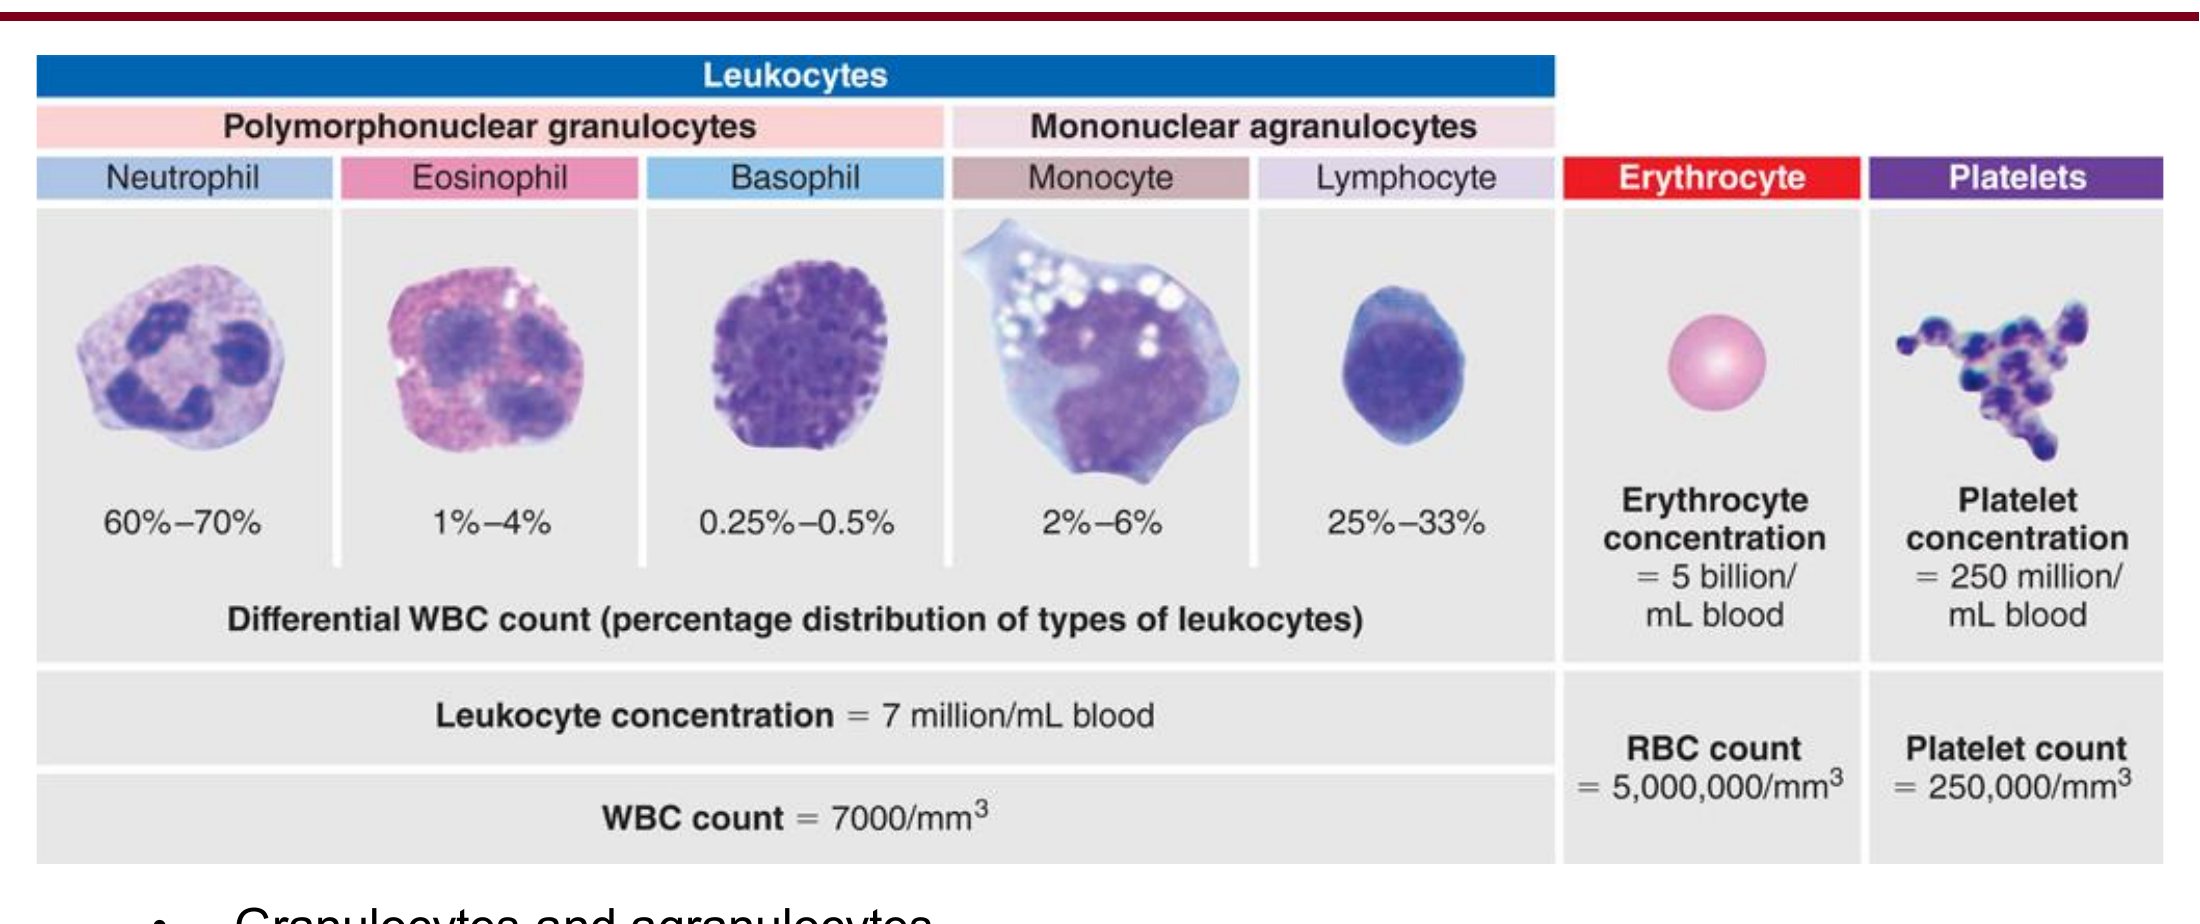 Leukocytes
Polymorphonuclear granulocytes
Mononuclear agranulocytes
Neutrophil
Eosinophil
Basophil
Monocyte
Lymphocyte
Erythrocyte
Platelets
60%–70%
1%–4%
0.25%–0.5%
2%–6%
25%–33%
Differential WBC count (percentage distribution of types of leukocytes)
Erythrocyte
concentration
= 5 billion/
mL blood
Platelet
concentration
= 250 million/
mL blood
Leukocyte concentration = 7 million/mL blood
WBC count = 7000/mm³
RBC count
= 5,000,000/mm³
Platelet count
= 250,000/mm³
• Granulocytes and agranulocytes